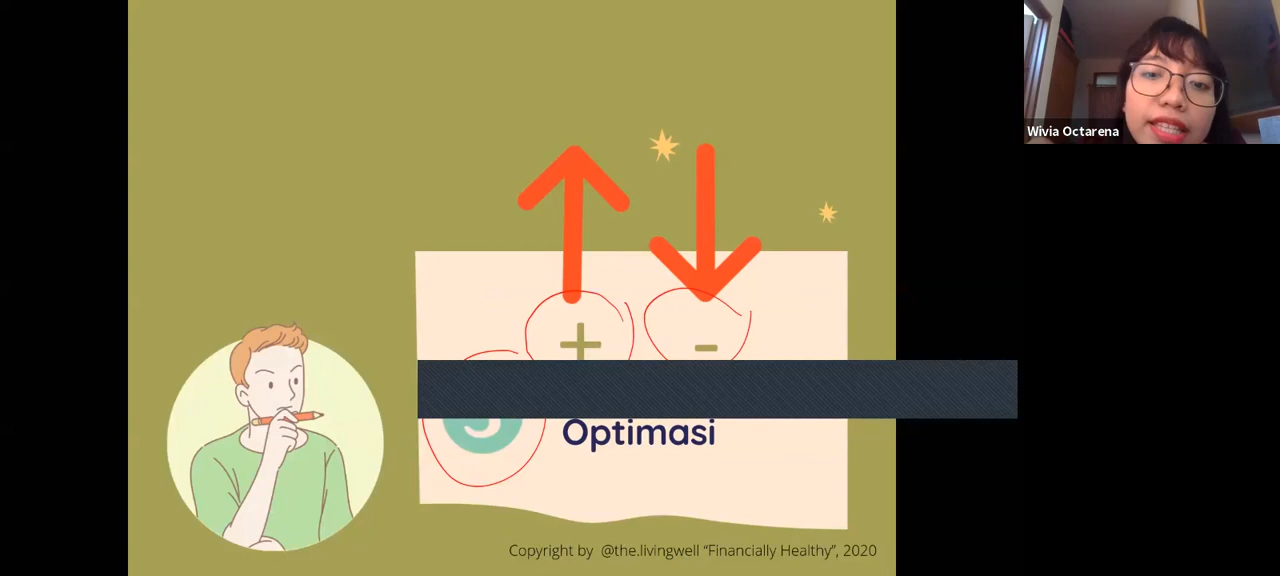 Wivia Octarena
+ -
Optimasi
Copyright by @the.livingwell “Financially Healthy”, 2020